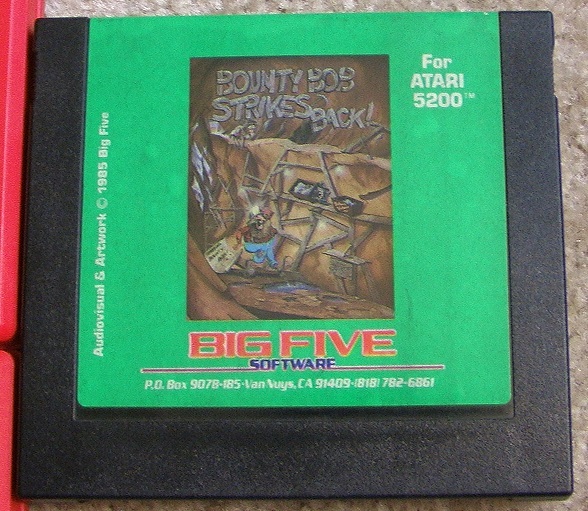 BOUNTY BOB
STRIKES
BACK!
For
ATARI
5200™
Audiovisual & Artwork © 1985 Big Five
BIG FIVE
SOFTWARE
P.O. Box 9078-185·Van Nuys, CA 91409·(818) 782-6861